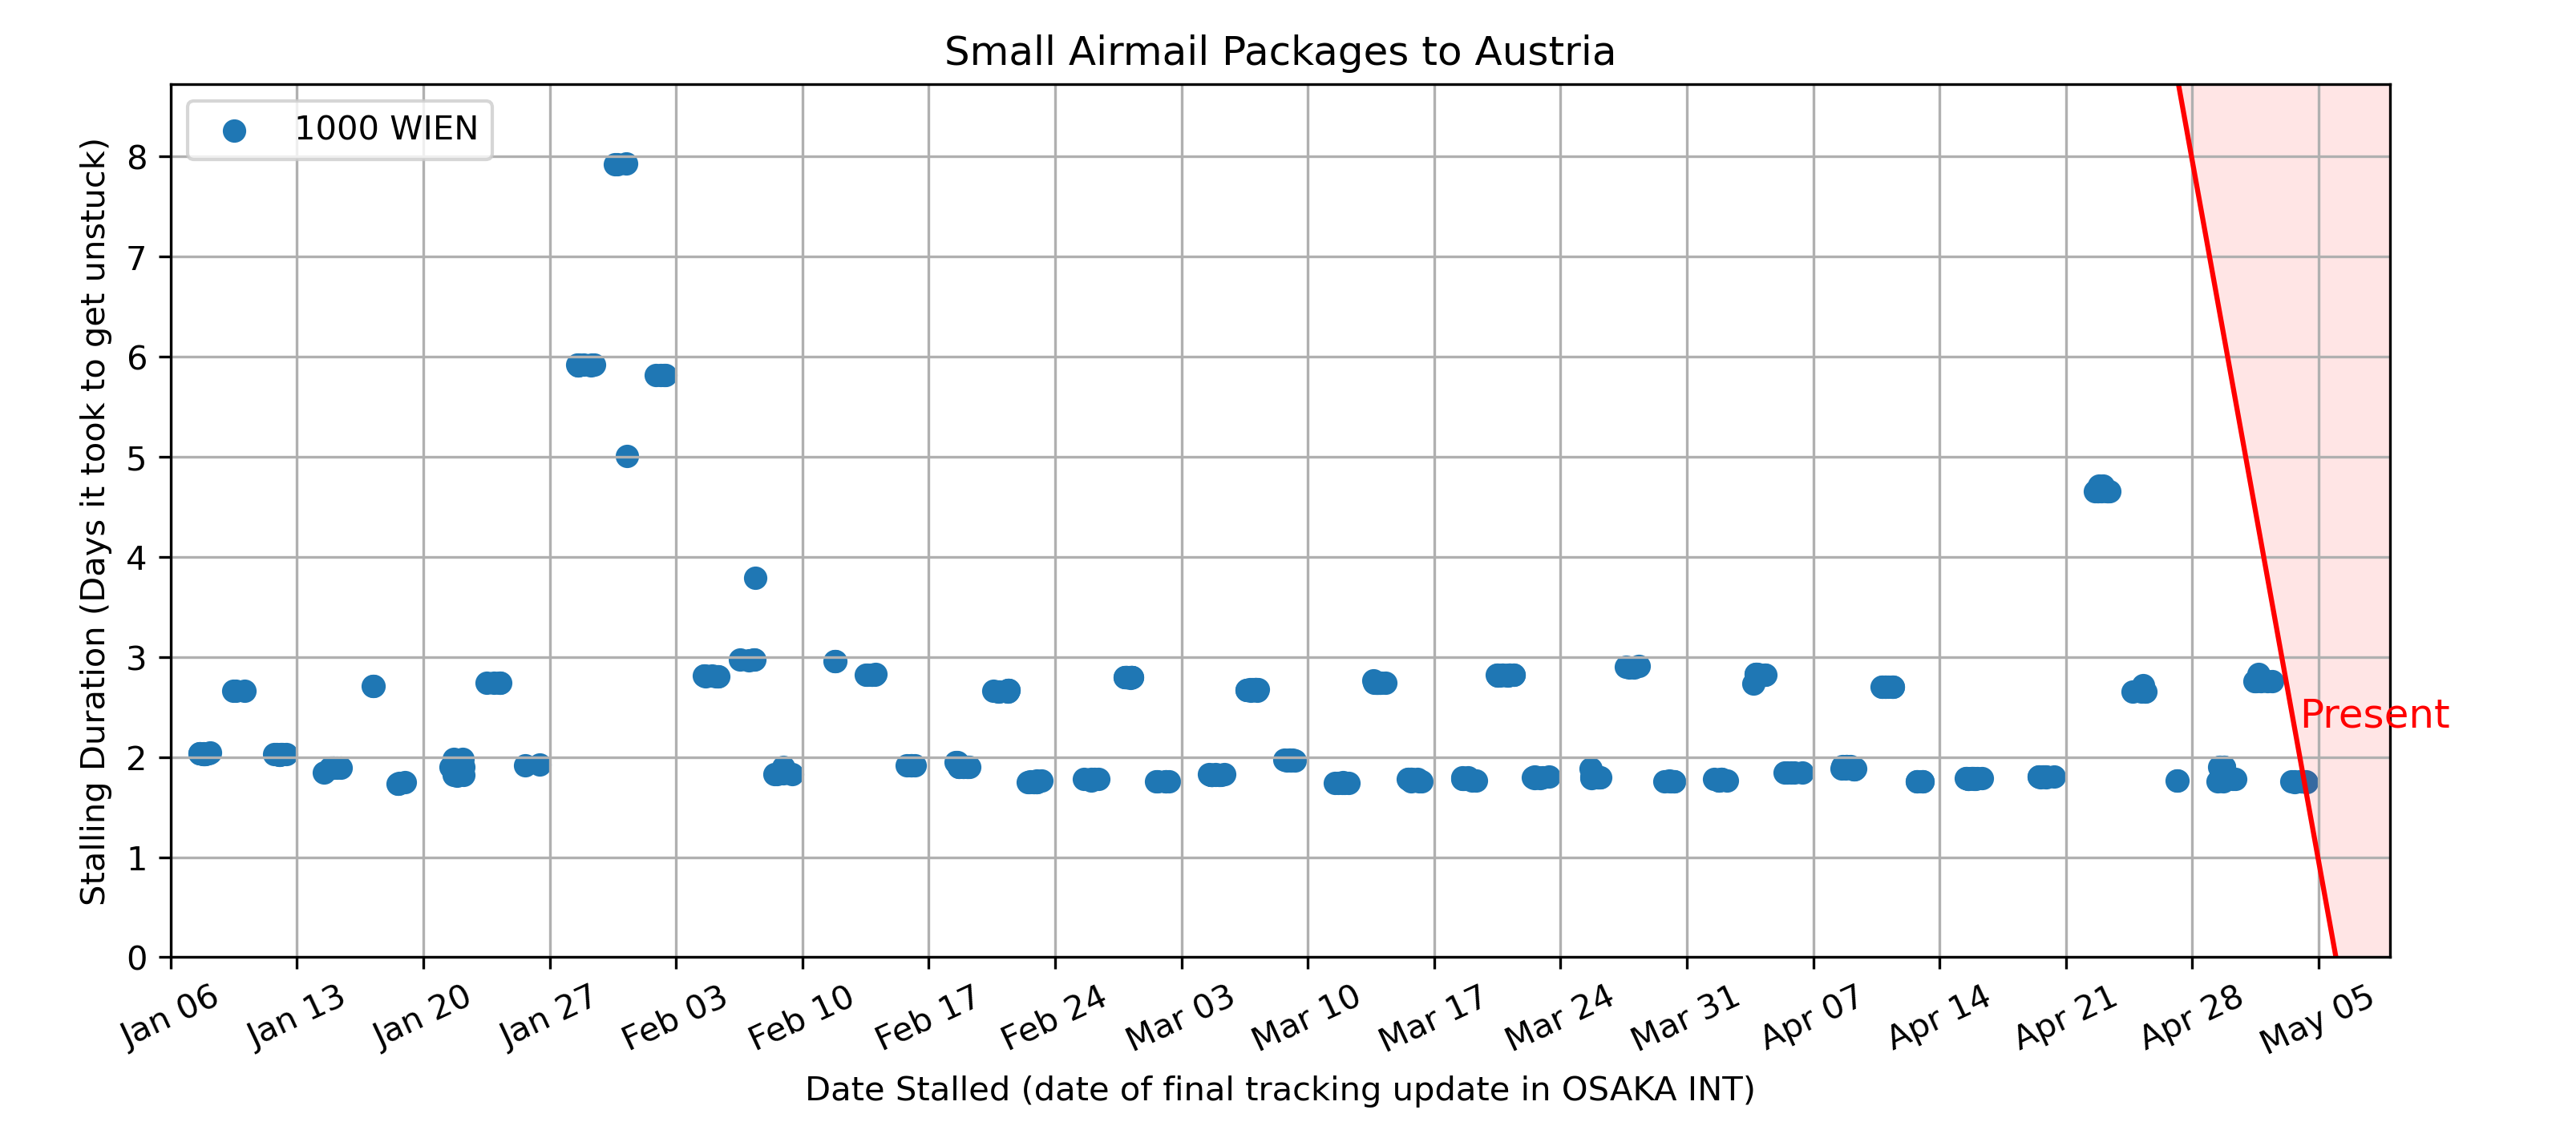 Small Airmail Packages to Austria
1000 WIEN
Stalling Duration (Days it took to get unstuck)
8
7
6
5
4
3
2
1
0
Present
Jan 06
Jan 13
Jan 20
Jan 27
Feb 03
Feb 10
Feb 17
Feb 24
Mar 03
Mar 10
Mar 17
Mar 24
Mar 31
Apr 07
Apr 14
Apr 21
Apr 28
May 05
Date Stalled (date of final tracking update in OSAKA INT)